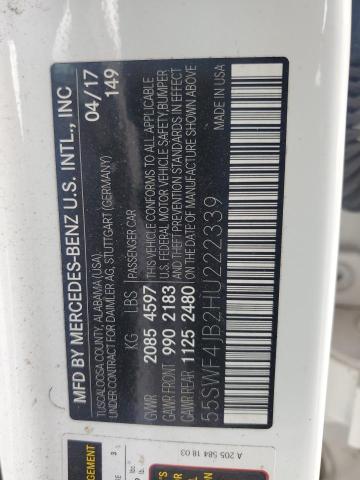 MFD BY MERCEDES-BENZ U.S. INTL., INC
TUSCALOOSA COUNTY, ALABAMA (USA)
UNDER CONTRACT FOR DAIMLER AG, STUTTGART (GERMANY)
04/17
149
KG LBS
GVWR 2085 4597
GAWR FRONT 990 2183
GAWR REAR 1125 2480
PASSENGER CAR
THIS VEHICLE CONFORMS TO ALL APPLICABLE
U.S. FEDERAL MOTOR VEHICLE SAFETY, BUMPER
AND THEFT PREVENTION STANDARDS IN EFFECT
ON THE DATE OF MANUFACTURE SHOWN ABOVE
55SWF4JB2HU222339
MADE IN USA
A 205 584 18 03